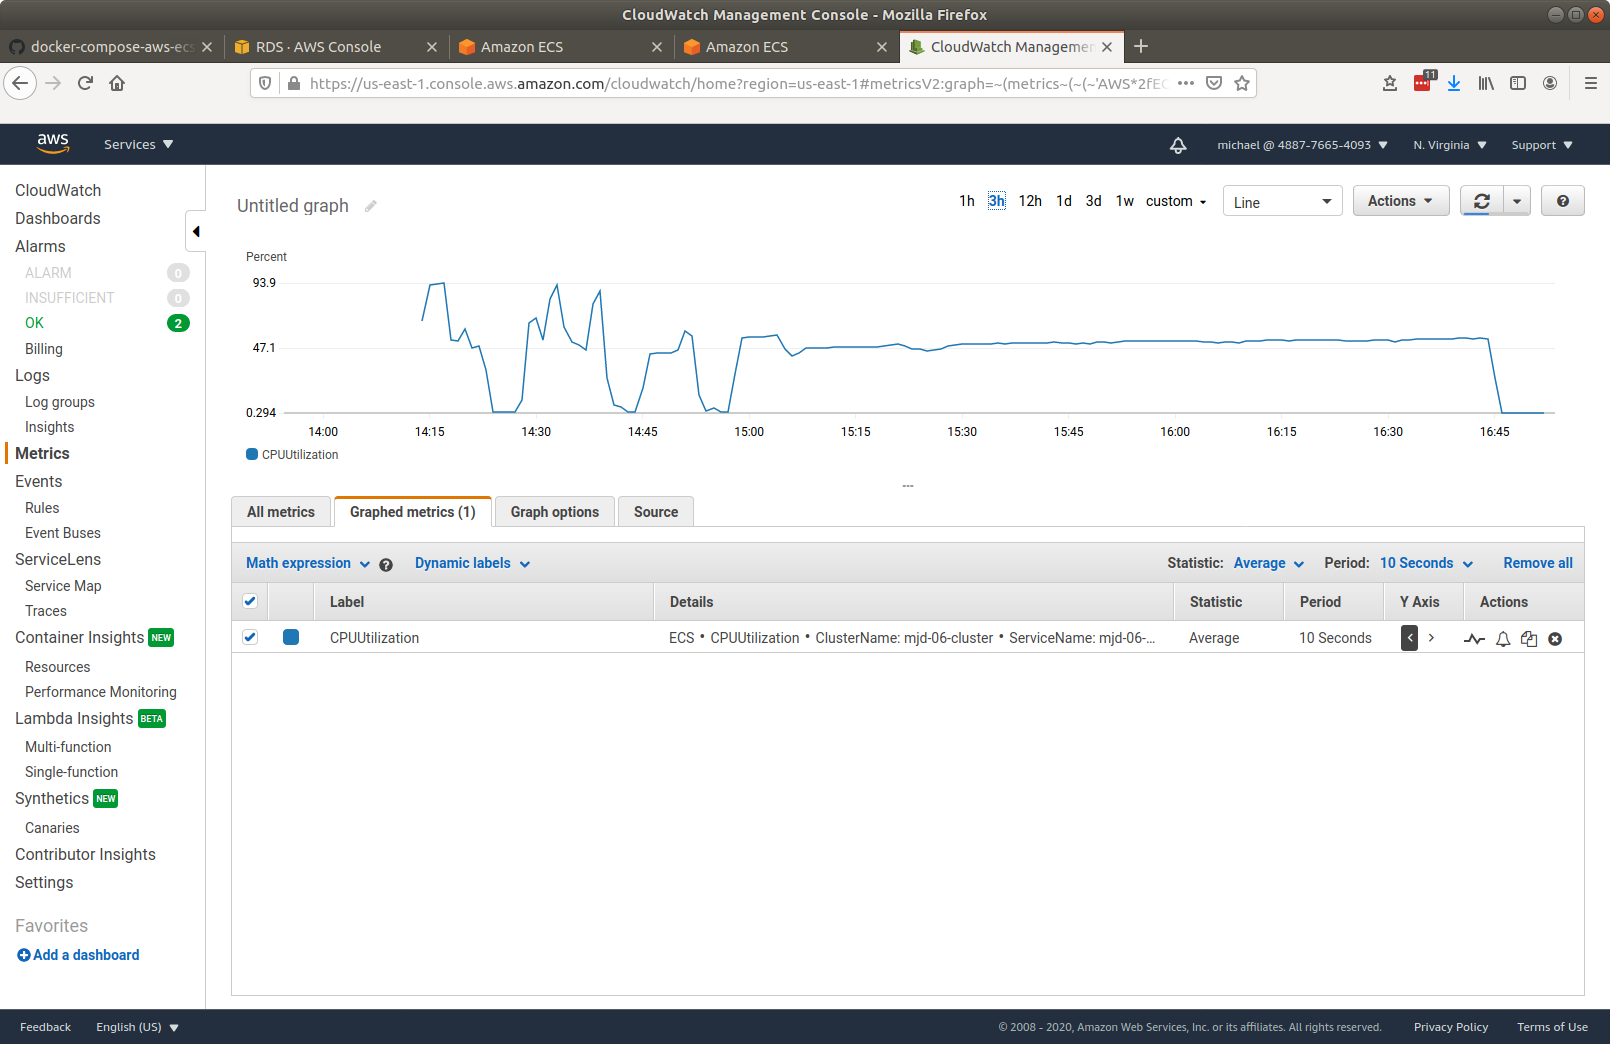 CloudWatch Management Console - Mozilla Firefox
docker-compose-aws-ecs
RDS · AWS Console
Amazon ECS
Amazon ECS
CloudWatch Managemen
https://us-east-1.console.aws.amazon.com/cloudwatch/home?region=us-east-1#metricsV2:graph=~(metrics~(~(~'AWS*2fEC
11
aws
Services
michael @ 4887-7665-4093
N. Virginia
Support
CloudWatch
Dashboards
Alarms
ALARM 0
INSUFFICIENT 0
OK 2
Billing
Logs
Log groups
Insights
Metrics
Events
Rules
Event Buses
ServiceLens
Service Map
Traces
Container Insights NEW
Resources
Performance Monitoring
Lambda Insights BETA
Multi-function
Single-function
Synthetics NEW
Canaries
Contributor Insights
Settings
Favorites
Add a dashboard
Untitled graph
1h 3h 12h 1d 3d 1w custom
Line
Actions
?
Percent
93.9
47.1
0.294
14:00 14:15 14:30 14:45 15:00 15:15 15:30 15:45 16:00 16:15 16:30 16:45
CPUUtilization
All metrics
Graphed metrics (1)
Graph options
Source
Math expression ? Dynamic labels
Statistic: Average Period: 10 Seconds Remove all
Label Details Statistic Period Y Axis Actions
CPUUtilization ECS • CPUUtilization • ClusterName: mjd-06-cluster • ServiceName: mjd-06-... Average 10 Seconds < >
Feedback English (US)
© 2008 - 2020, Amazon Web Services, Inc. or its affiliates. All rights reserved. Privacy Policy Terms of Use